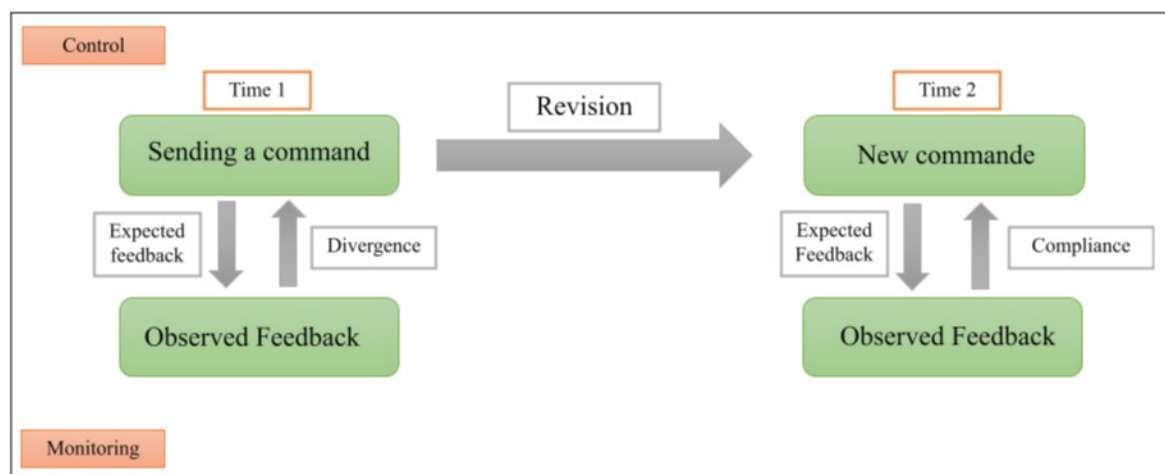 Control
Time 1
Revision
Time 2
Sending a command
New commande
Expected
feedback
Divergence
Expected
Feedback
Compliance
Observed Feedback
Observed Feedback
Monitoring